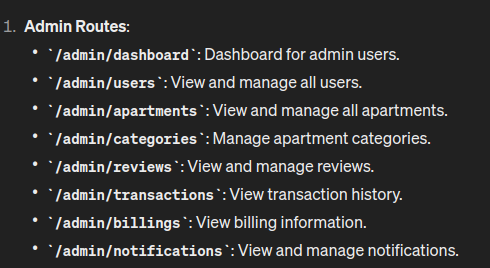 1. Admin Routes:
• `/admin/dashboard`: Dashboard for admin users.
• `/admin/users`: View and manage all users.
• `/admin/apartments`: View and manage all apartments.
• `/admin/categories`: Manage apartment categories.
• `/admin/reviews`: View and manage reviews.
• `/admin/transactions`: View transaction history.
• `/admin/billings`: View billing information.
• `/admin/notifications`: View and manage notifications.